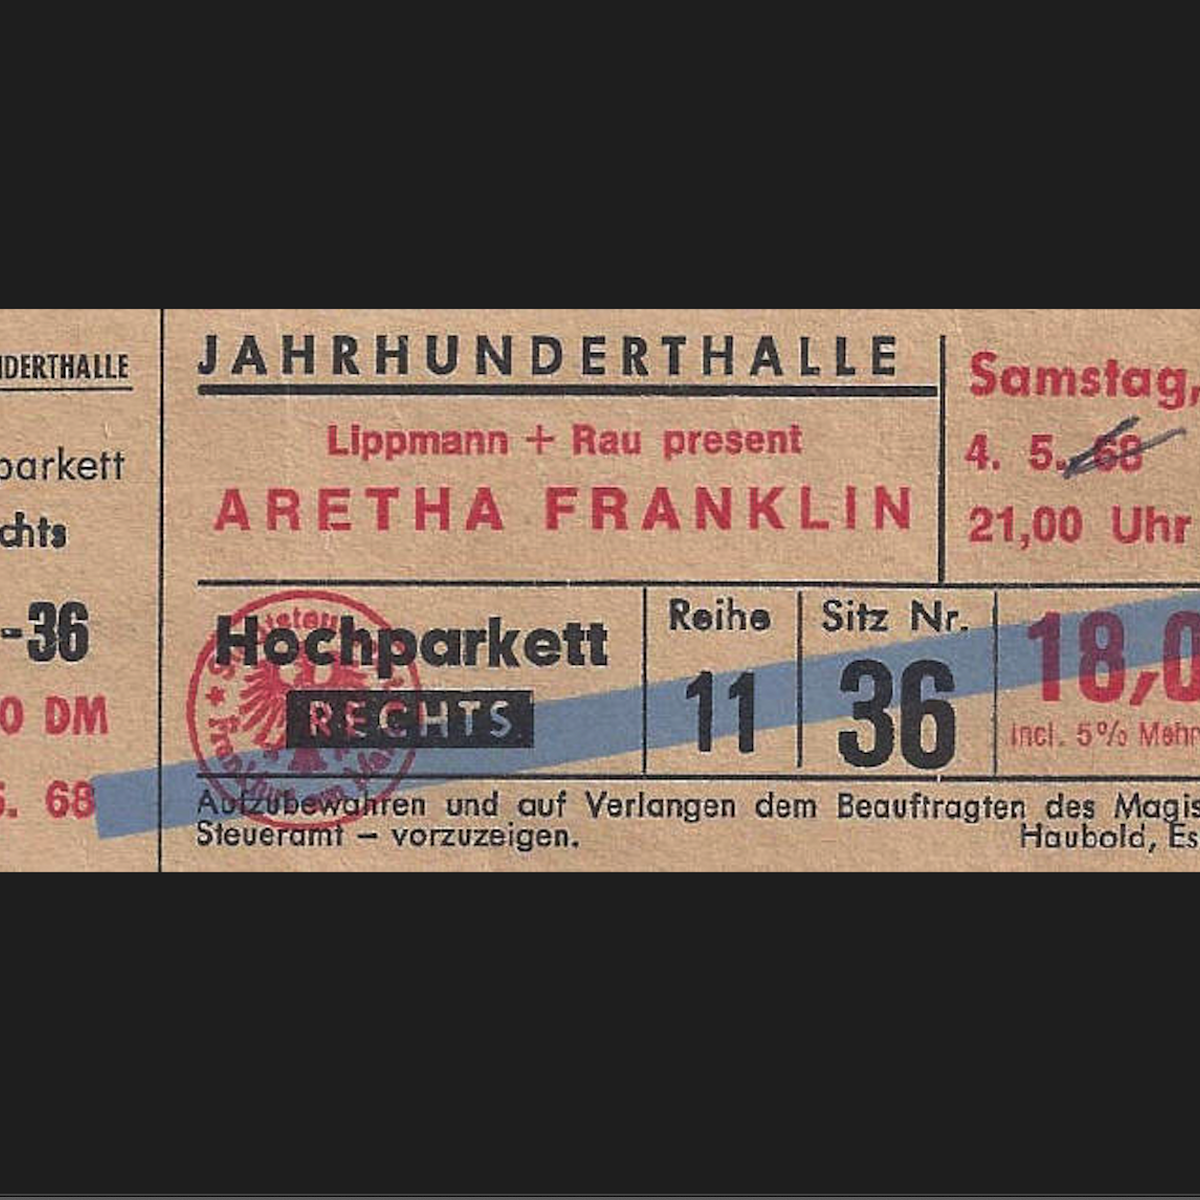 NDERTHALLE
parkett
chts
-36
0 DM
5. 68
JAHRHUNDERTHALLE
Lippmann + Rau present
ARETHA FRANKLIN
Samstag,
4. 5. 68
21,00 Uhr
Hochparkett
RECHTS
Reihe
11
Sitz Nr.
36
18,0
incl. 5% Mehr
Aufzubewahren und auf Verlangen dem Beauftragten des Magis
Steueramt – vorzuzeigen.
Haubold, Es